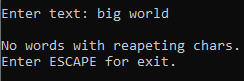 Enter text: big world
No words with reapeting chars.
Enter ESCAPE for exit.